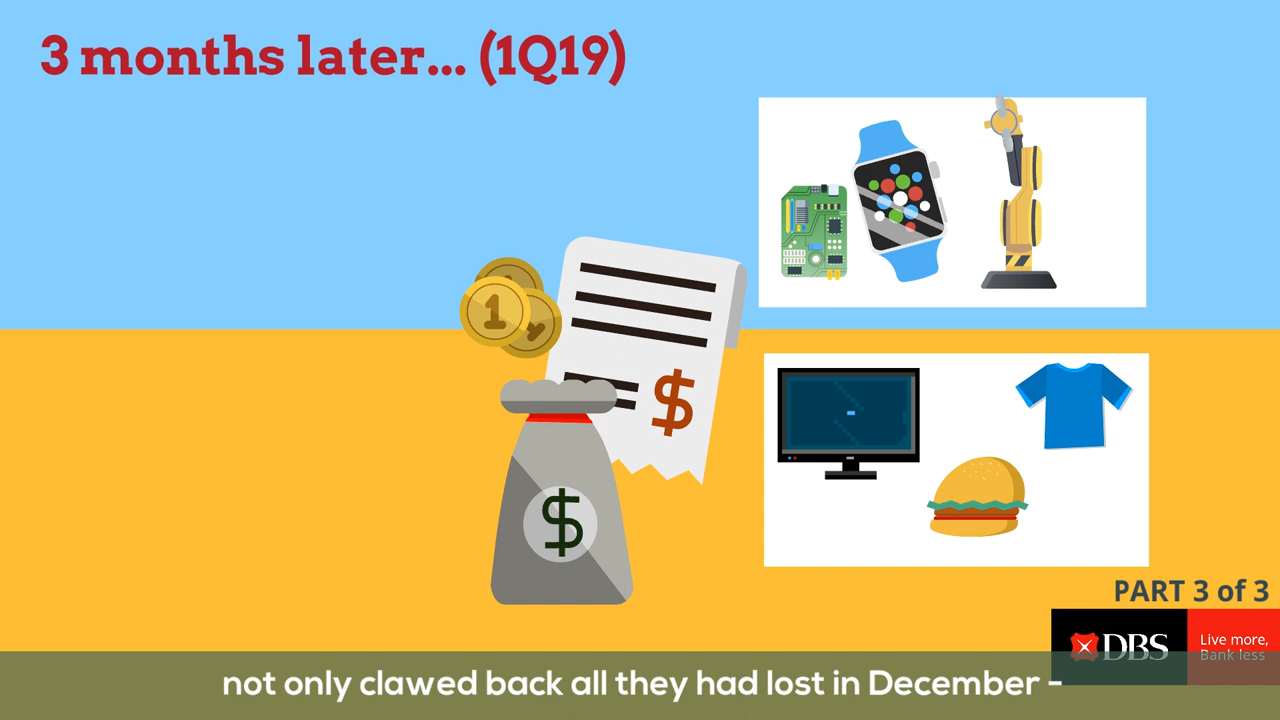 3 months later... (1Q19)
1
$
$
PART 3 of 3
DBS
Live more,
Bank less
not only clawed back all they had lost in December -